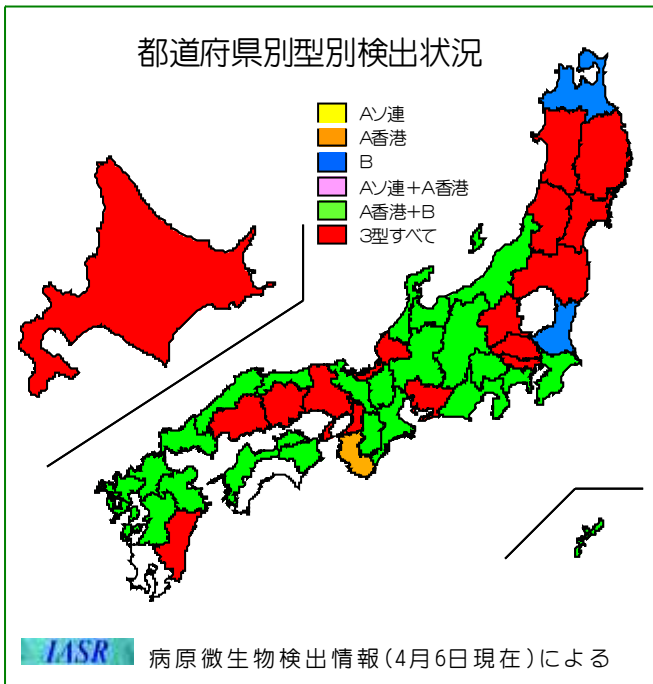 都道府県別型別検出状況
Aソ連
A香港
B
Aソ連+A香港
A香港+B
3型すべて
IASR 病原微生物検出情報(4月6日現在)による